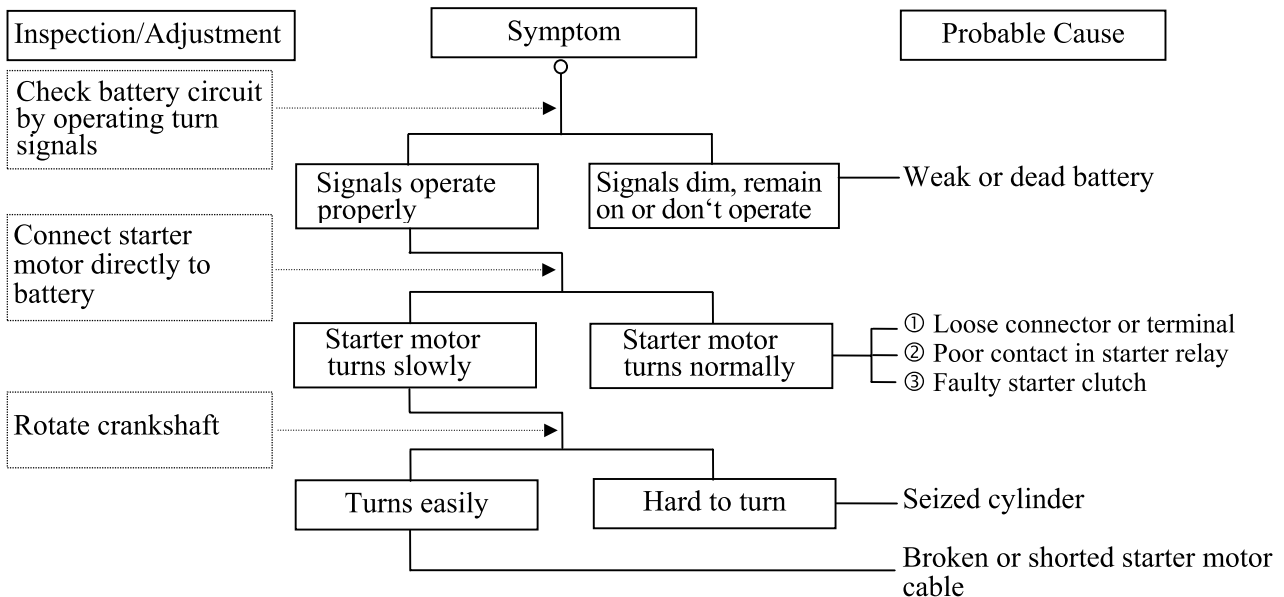 Inspection/Adjustment
Symptom
Probable Cause
Check battery circuit
by operating turn
signals
Signals operate
properly
Signals dim, remain
on or don‘t operate
Weak or dead battery
Connect starter
motor directly to
battery
Starter motor
turns slowly
Starter motor
turns normally
① Loose connector or terminal
② Poor contact in starter relay
③ Faulty starter clutch
Rotate crankshaft
Turns easily
Hard to turn
Seized cylinder
Broken or shorted starter motor
cable